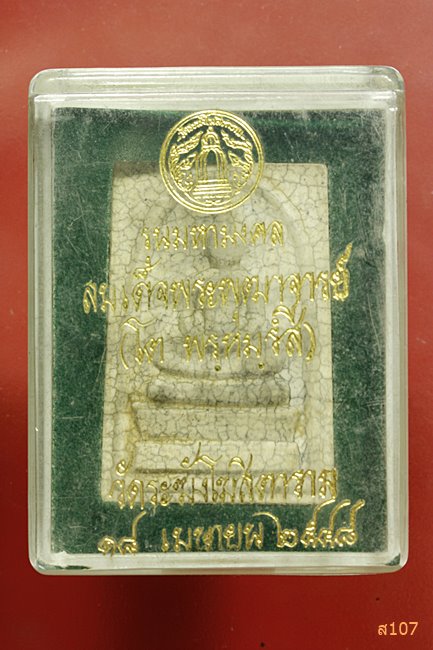 รุ่นมหามงคล
สมเด็จพระพุฒาจารย์
(โต พรฺหฺมรํสี)
วัดระฆังโฆสิตาราม
๑๘ เมษายน ๒๕๔๘
ส107